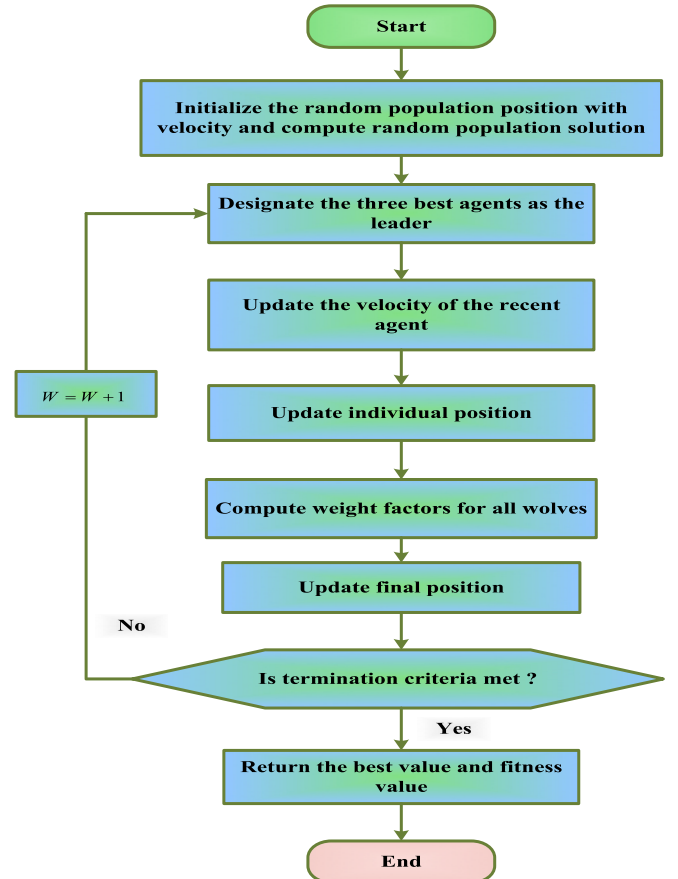 Start
Initialize the random population position with
velocity and compute random population solution
Designate the three best agents as the
leader
Update the velocity of the recent
agent
W = W + 1
Update individual position
Compute weight factors for all wolves
Update final position
No
Is termination criteria met ?
Yes
Return the best value and fitness
value
End